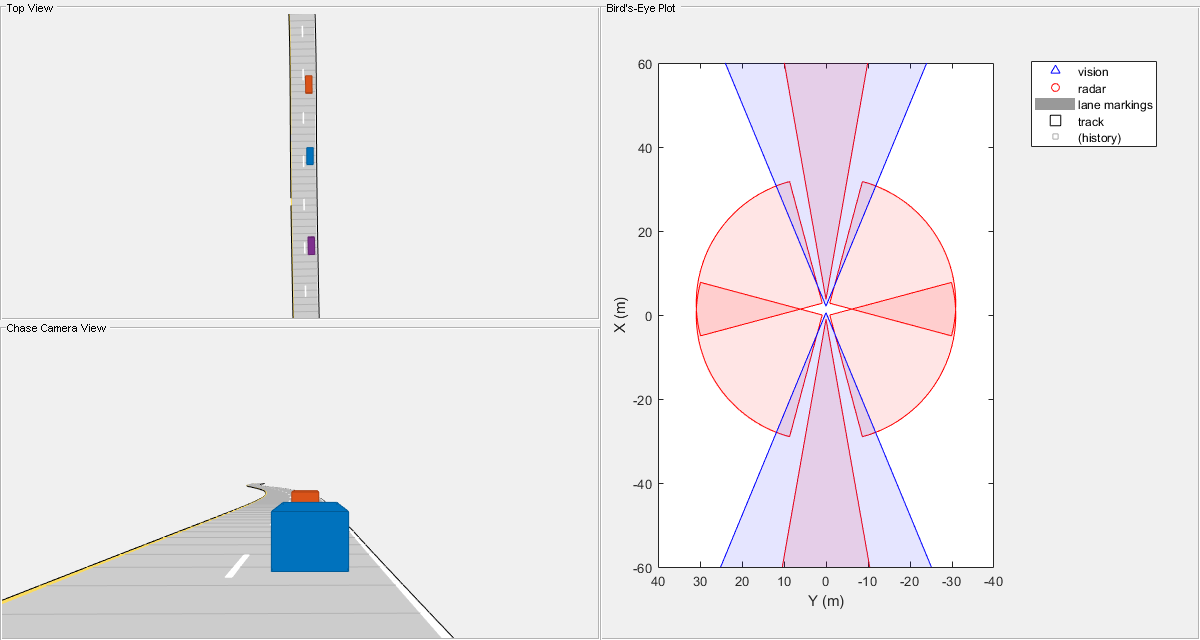 Top View
Chase Camera View
Bird's-Eye Plot
60
40
20
0
-20
-40
-60
X (m)
40
30
20
10
0
-10
-20
-30
-40
Y (m)
vision
radar
lane markings
track
(history)